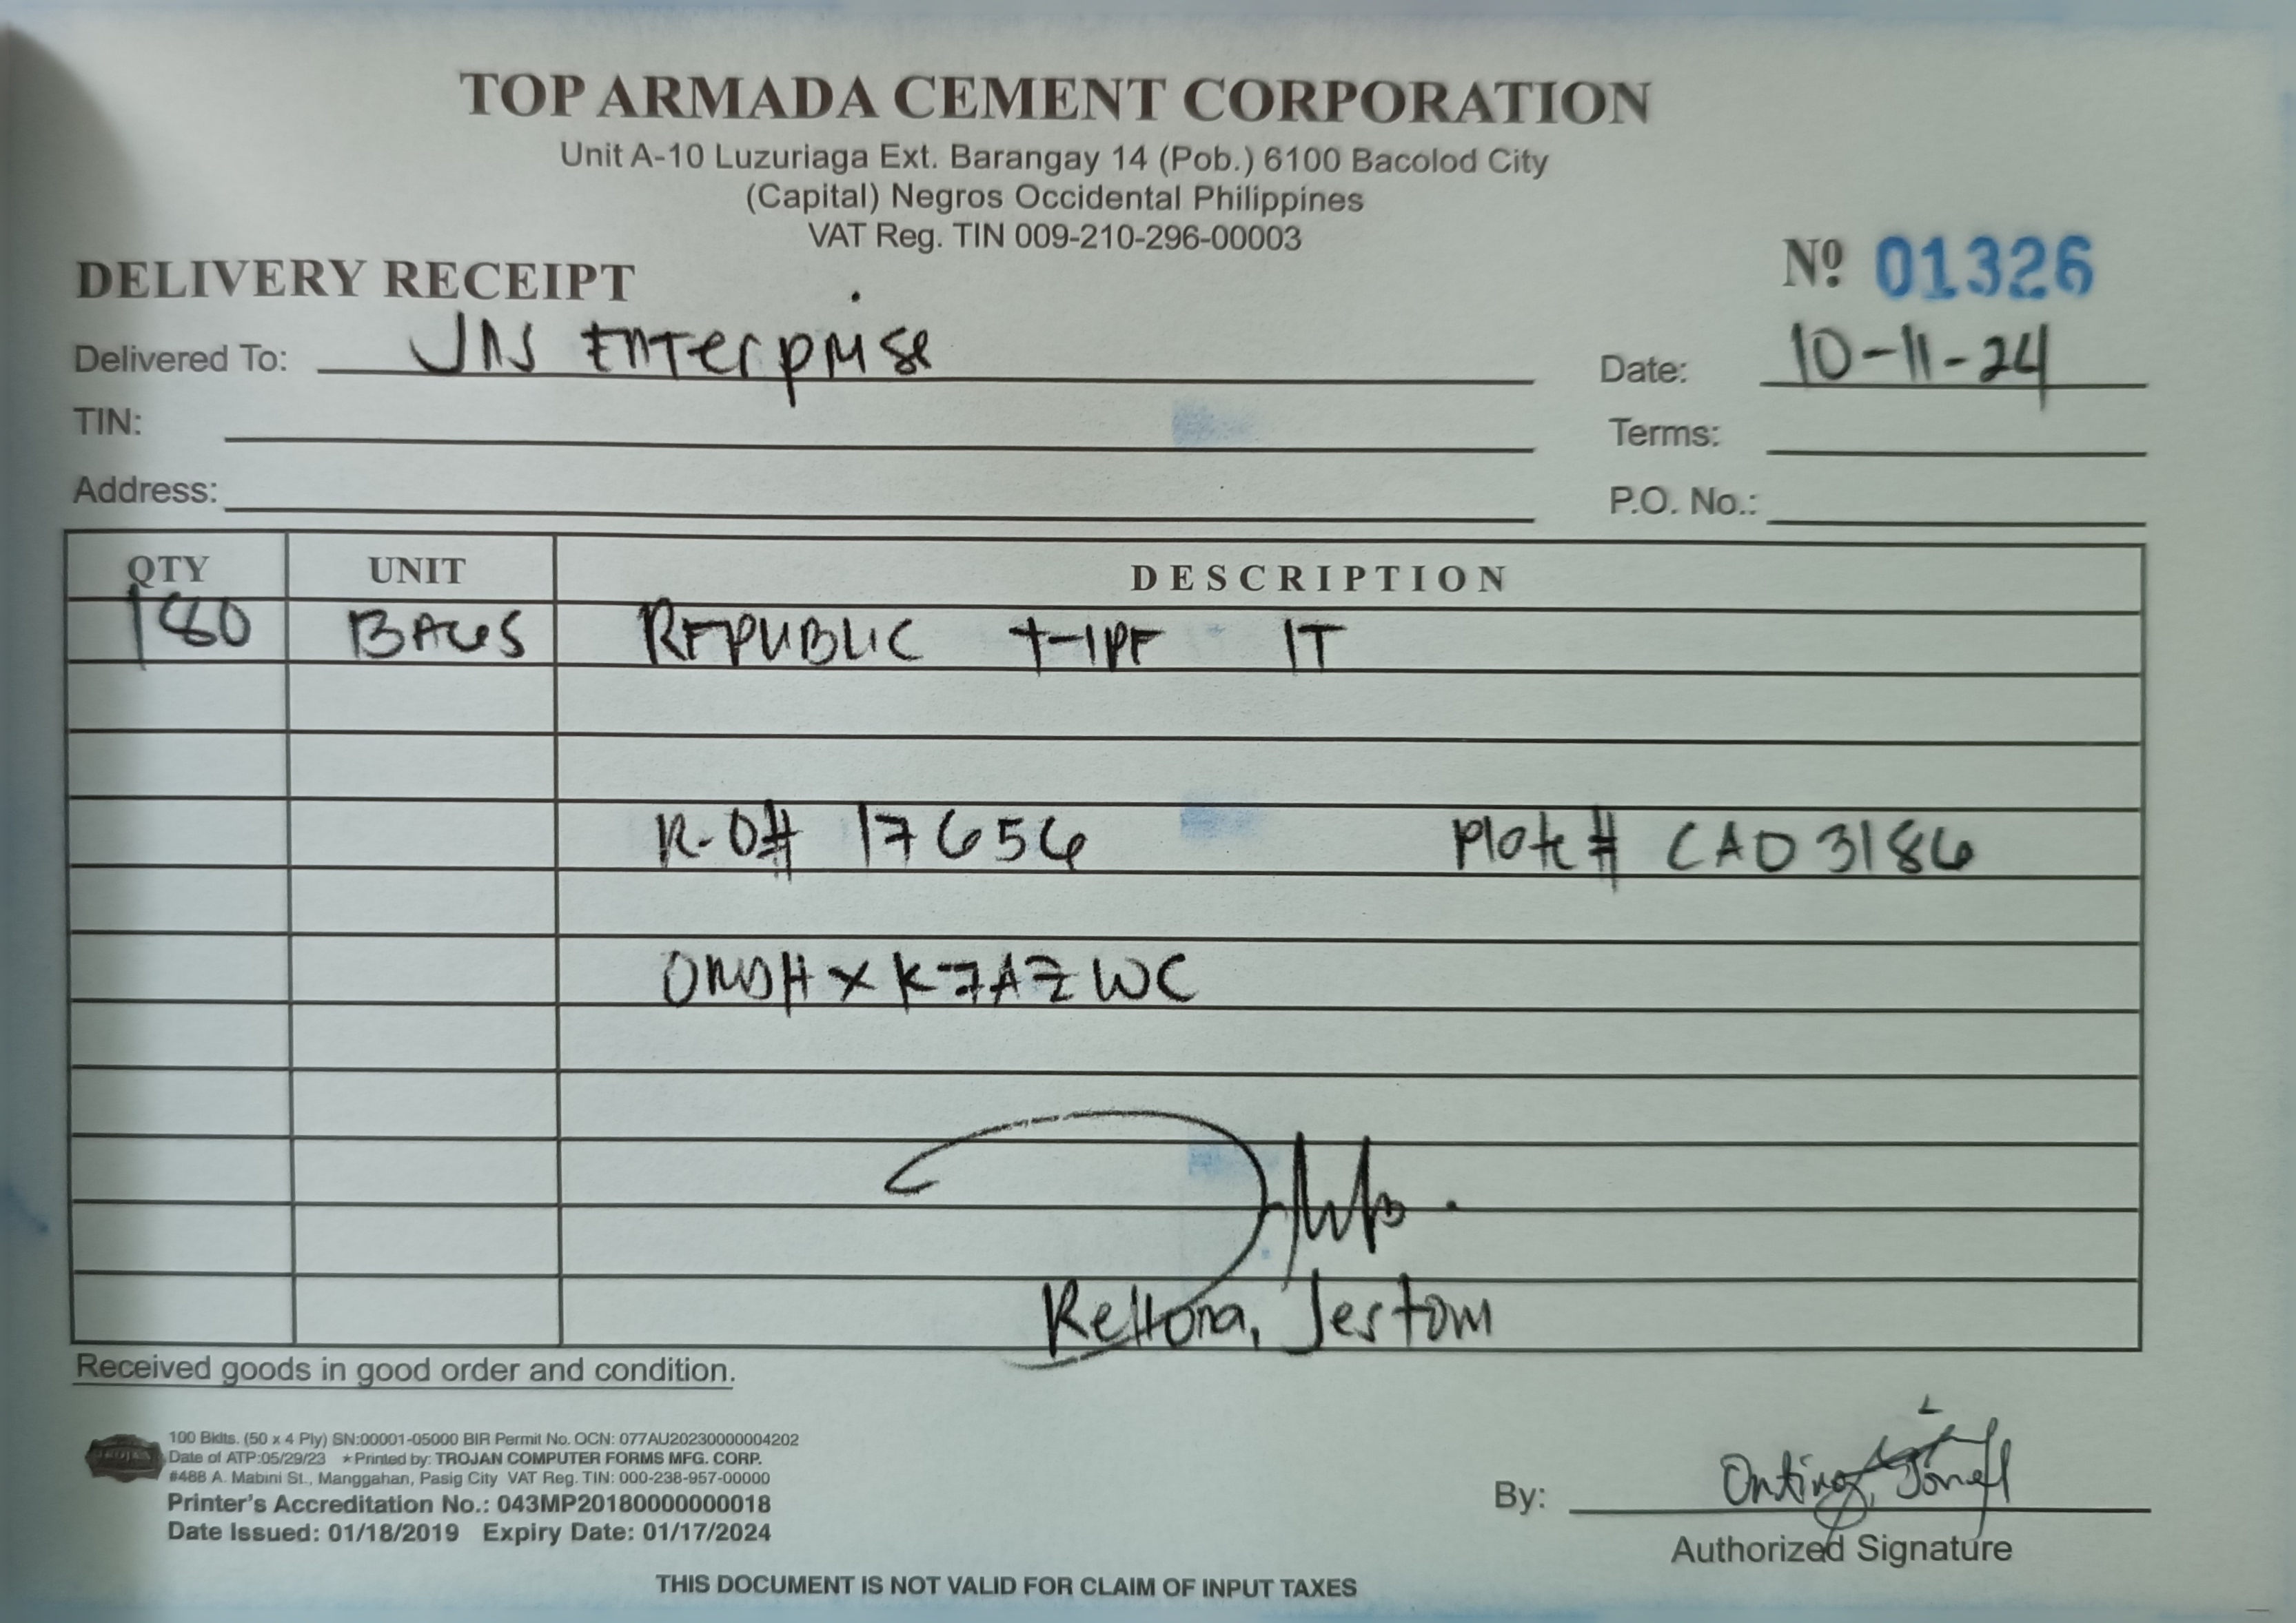 TOP ARMADA CEMENT CORPORATION
Unit A-10 Luzuriaga Ext. Barangay 14 (Pob.) 6100 Bacolod City
(Capital) Negros Occidental Philippines
VAT Reg. TIN 009-210-296-00003
DELIVERY RECEIPT Nº 01326
Delivered To: JNS Enterprise Date: 10-11-24
TIN: Terms:
Address: P.O. No.:
QTY UNIT DESCRIPTION
180 BAGS REPUBLIC T-1PF 1T
R-O# 17656 Plate # CAO 3186
X K7AZWC
Jestom
Received goods in good order and condition.
100 Bklts. (50 x 4 Ply) SN:00001-05000 BIR Permit No. OCN: 077AU20230000004202
Date of ATP:05/29/23 ★Printed by: TROJAN COMPUTER FORMS MFG. CORP.
#488 A. Mabini St., Manggahan, Pasig City VAT Reg. TIN: 000-238-957-00000
Printer's Accreditation No.: 043MP20180000000018
Date Issued: 01/18/2019 Expiry Date: 01/17/2024
By:
Authorized Signature
THIS DOCUMENT IS NOT VALID FOR CLAIM OF INPUT TAXES